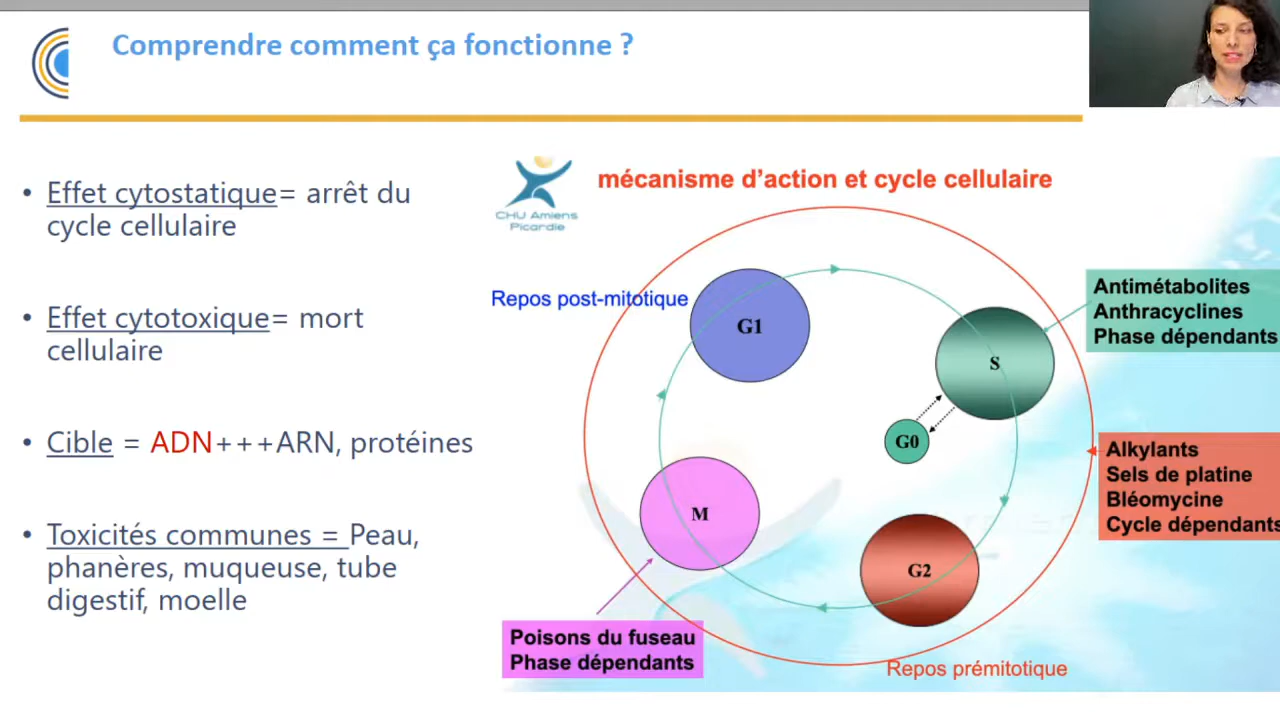 Comprendre comment ça fonctionne ?
• Effet cytostatique= arrêt du
cycle cellulaire
• Effet cytotoxique= mort
cellulaire
• Cible = ADN+++ARN, protéines
• Toxicités communes = Peau,
phanères, muqueuse, tube
digestif, moelle
CHU Amiens
Picardie
mécanisme d'action et cycle cellulaire
Repos post-mitotique
G1
S
G0
M
G2
Antimétabolites
Anthracyclines
Phase dépendants
Alkylants
Sels de platine
Bléomycine
Cycle dépendants
Poisons du fuseau
Phase dépendants
Repos prémitotique